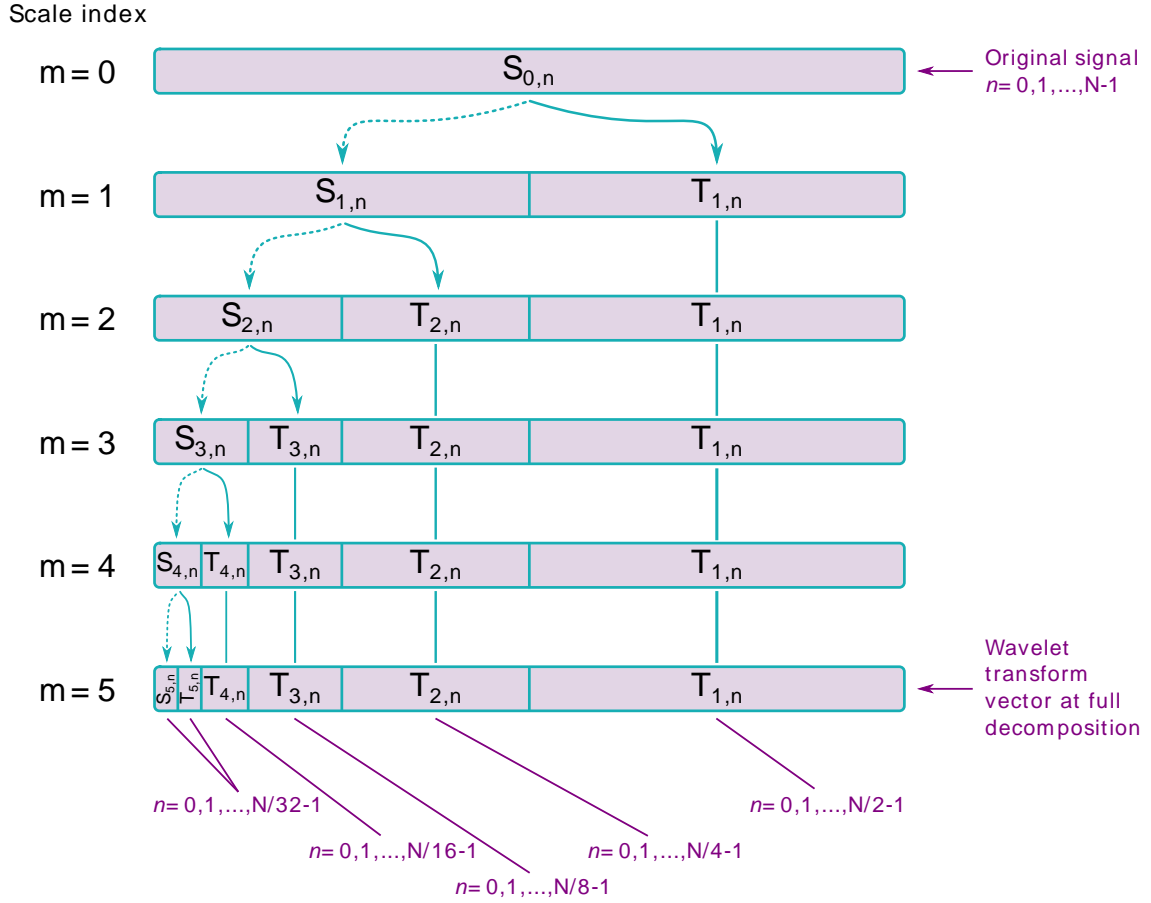 Scale index
m = 0
S0,n
Original signal
n= 0,1,...,N-1
m = 1
S1,n
T1,n
m = 2
S2,n
T2,n
T1,n
m = 3
S3,n
T3,n
T2,n
T1,n
m = 4
S4,n
T4,n
T3,n
T2,n
T1,n
m = 5
S5,n
T5,n
T4,n
T3,n
T2,n
T1,n
Wavelet
transform
vector at full
decomposition
n= 0,1,...,N/32-1
n= 0,1,...,N/2-1
n= 0,1,...,N/16-1
n= 0,1,...,N/4-1
n= 0,1,...,N/8-1